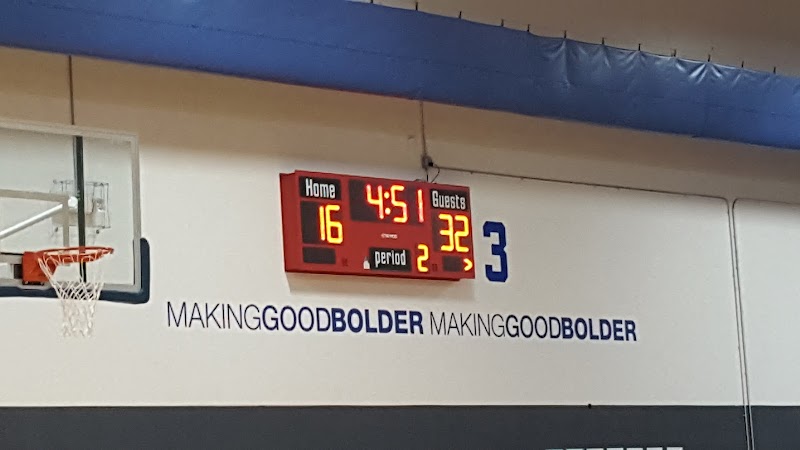 Home 4:51 Guests
16 32
period 2 >
3
MAKINGGOODBOLDER MAKINGGOODBOLDER